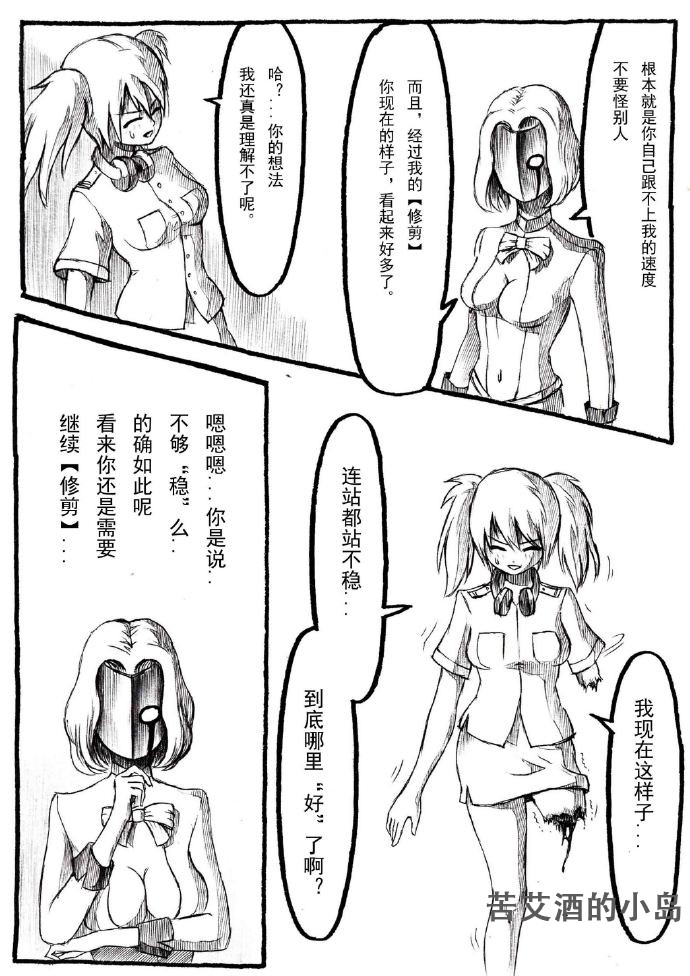 根本就是你自己跟不上我的速度
不要怪别人
而且，经过我的【修剪】
你现在的样子，看起来好多了。
哈？...你的想法
我还真是理解不了呢。
我现在这样子...
连站都站不稳...
到底哪里“好”了啊？
嗯嗯嗯...你是说..
不够“稳”么..
的确如此呢
看来你还是需要
继续【修剪】...
苦艾酒的小岛